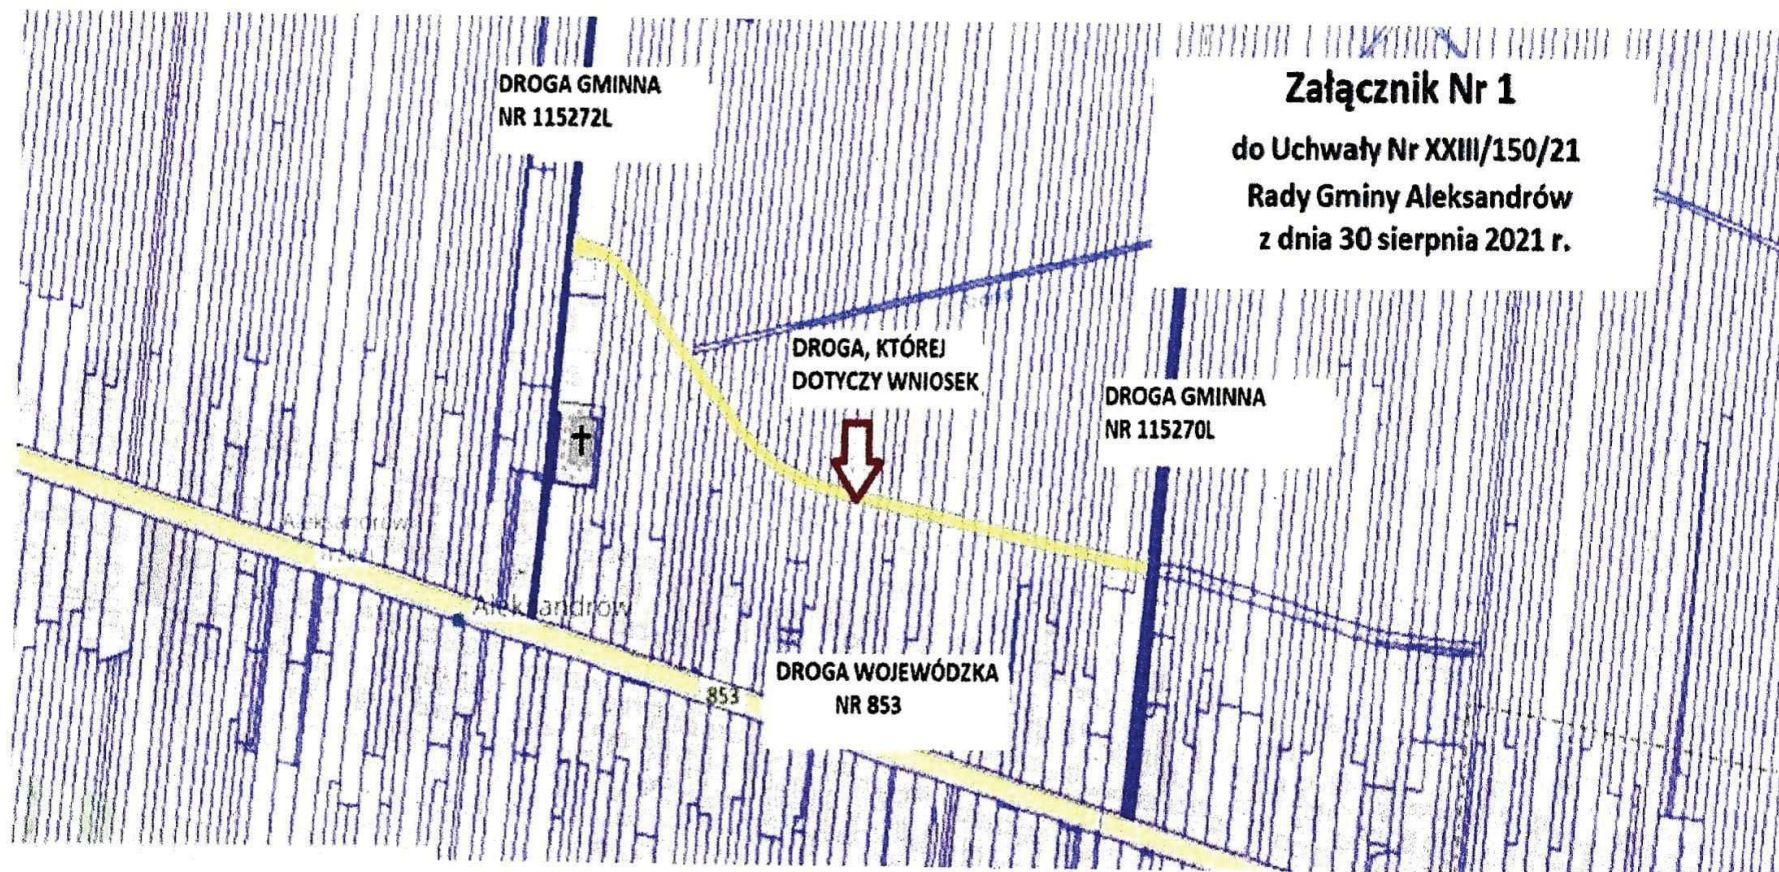 DROGA GMINNA
NR 115272L
Załącznik Nr 1
do Uchwały Nr XXIII/150/21
Rady Gminy Aleksandrów
z dnia 30 sierpnia 2021 r.
DROGA, KTÓREJ
DOTYCZY WNIOSEK
DROGA GMINNA
NR 115270L
Aleksandrów
Aleksandrów
DROGA WOJEWÓDZKA
NR 853
853